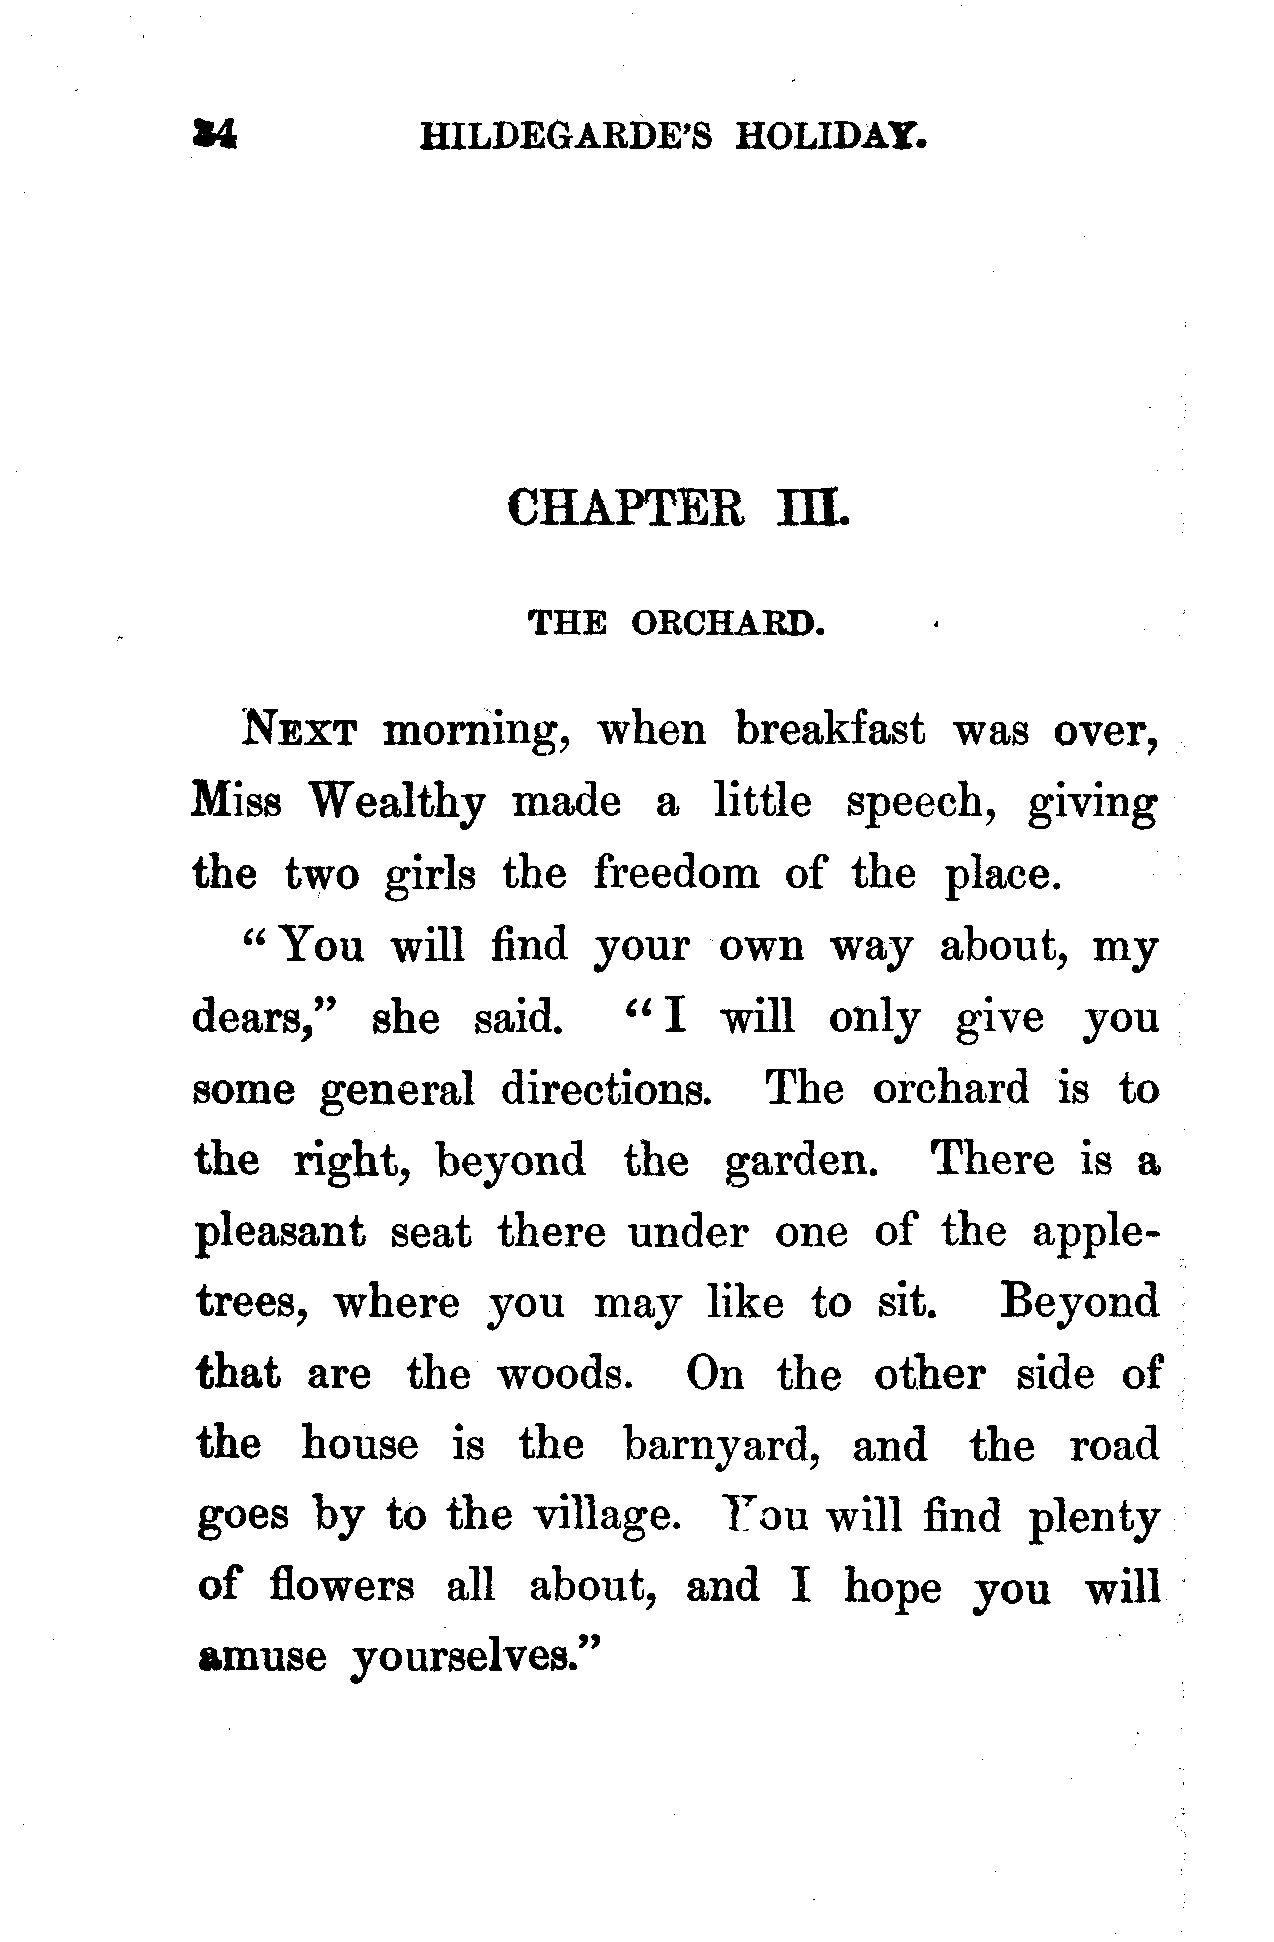 HILDEGARDE'S HOLIDAY.
CHAPTER III.
THE ORCHARD.
NEXT morning, when breakfast was over,
Miss Wealthy made a little speech, giving
the two girls the freedom of the place.
“You will find your own way about, my
dears,” she said. “I will only give you
some general directions. The orchard is to
the right, beyond the garden. There is a
pleasant seat there under one of the apple-
trees, where you may like to sit. Beyond
that are the woods. On the other side of
the house is the barnyard, and the road
goes by to the village. You will find plenty
of flowers all about, and I hope you will
amuse yourselves.”